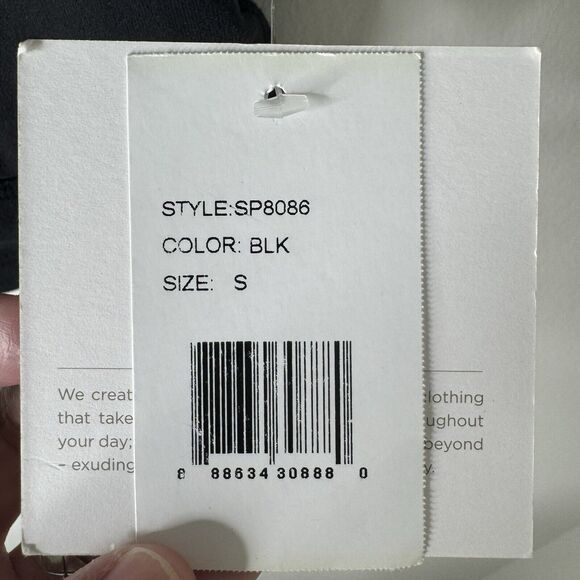 STYLE:SP8086
COLOR: BLK
SIZE: S
We creat lothing
that take ughout
your day; beyond
– exuding y.
8 88634 30888 0